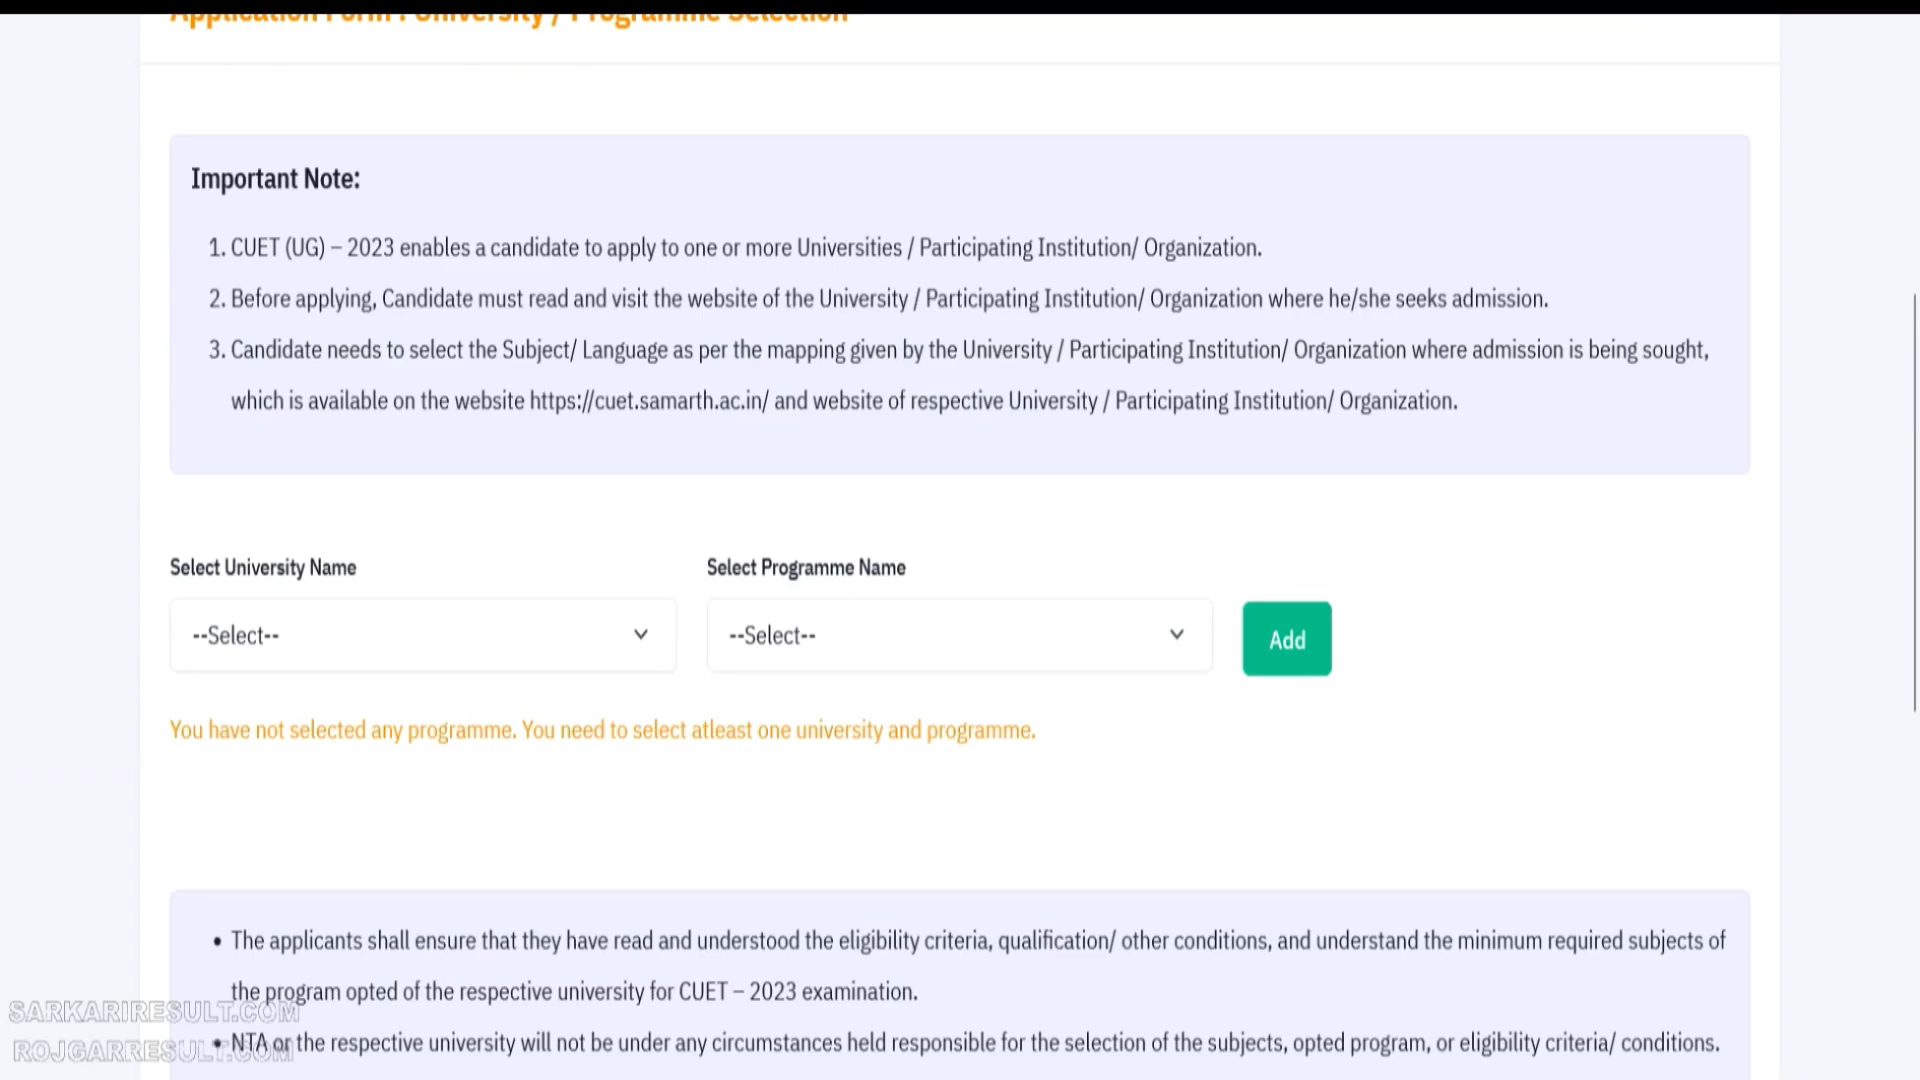 Application Form : University / Programme Selection
Important Note:
1. CUET (UG) – 2023 enables a candidate to apply to one or more Universities / Participating Institution/ Organization.
2. Before applying, Candidate must read and visit the website of the University / Participating Institution/ Organization where he/she seeks admission.
3. Candidate needs to select the Subject/ Language as per the mapping given by the University / Participating Institution/ Organization where admission is being sought,
which is available on the website https://cuet.samarth.ac.in/ and website of respective University / Participating Institution/ Organization.
Select University Name
Select Programme Name
--Select--
--Select--
Add
You have not selected any programme. You need to select atleast one university and programme.
• The applicants shall ensure that they have read and understood the eligibility criteria, qualification/ other conditions, and understand the minimum required subjects of
the program opted of the respective university for CUET – 2023 examination.
• NTA or the respective university will not be under any circumstances held responsible for the selection of the subjects, opted program, or eligibility criteria/ conditions.
SARKARIRESULT.COM
ROJGARRESULT.COM